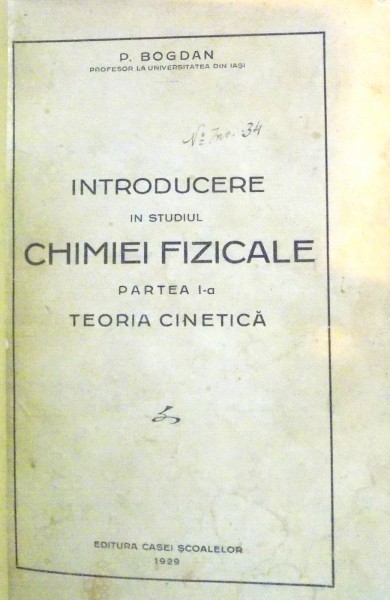 P. BOGDAN
PROFESOR LA UNIVERSITATEA DIN IAȘI
No Inv. 34
INTRODUCERE
IN STUDIUL
CHIMIEI FIZICALE
PARTEA I-a
TEORIA CINETICĂ
EDITURA CASEI ȘCOALELOR
1929